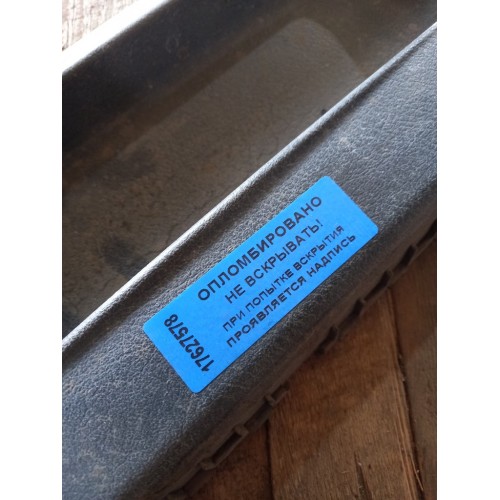 ОПЛОМБИРОВАНО
НЕ ВСКРЫВАТЬ!
ПРИ ПОПЫТКЕ ВСКРЫТИЯ
ПРОЯВЛЯЕТСЯ НАДПИСЬ
17627578